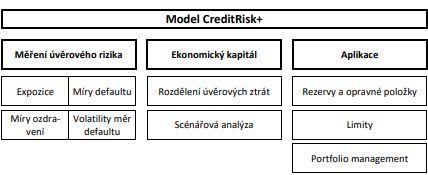 Model CreditRisk+
Měření úvěrového rizika
Ekonomický kapitál
Aplikace
Expozice
Míry defaultu
Rozdělení úvěrových ztrát
Rezervy a opravné položky
Míry ozdra-
vení
Volatility měr
defaultu
Scénářová analýza
Limity
Portfolio management